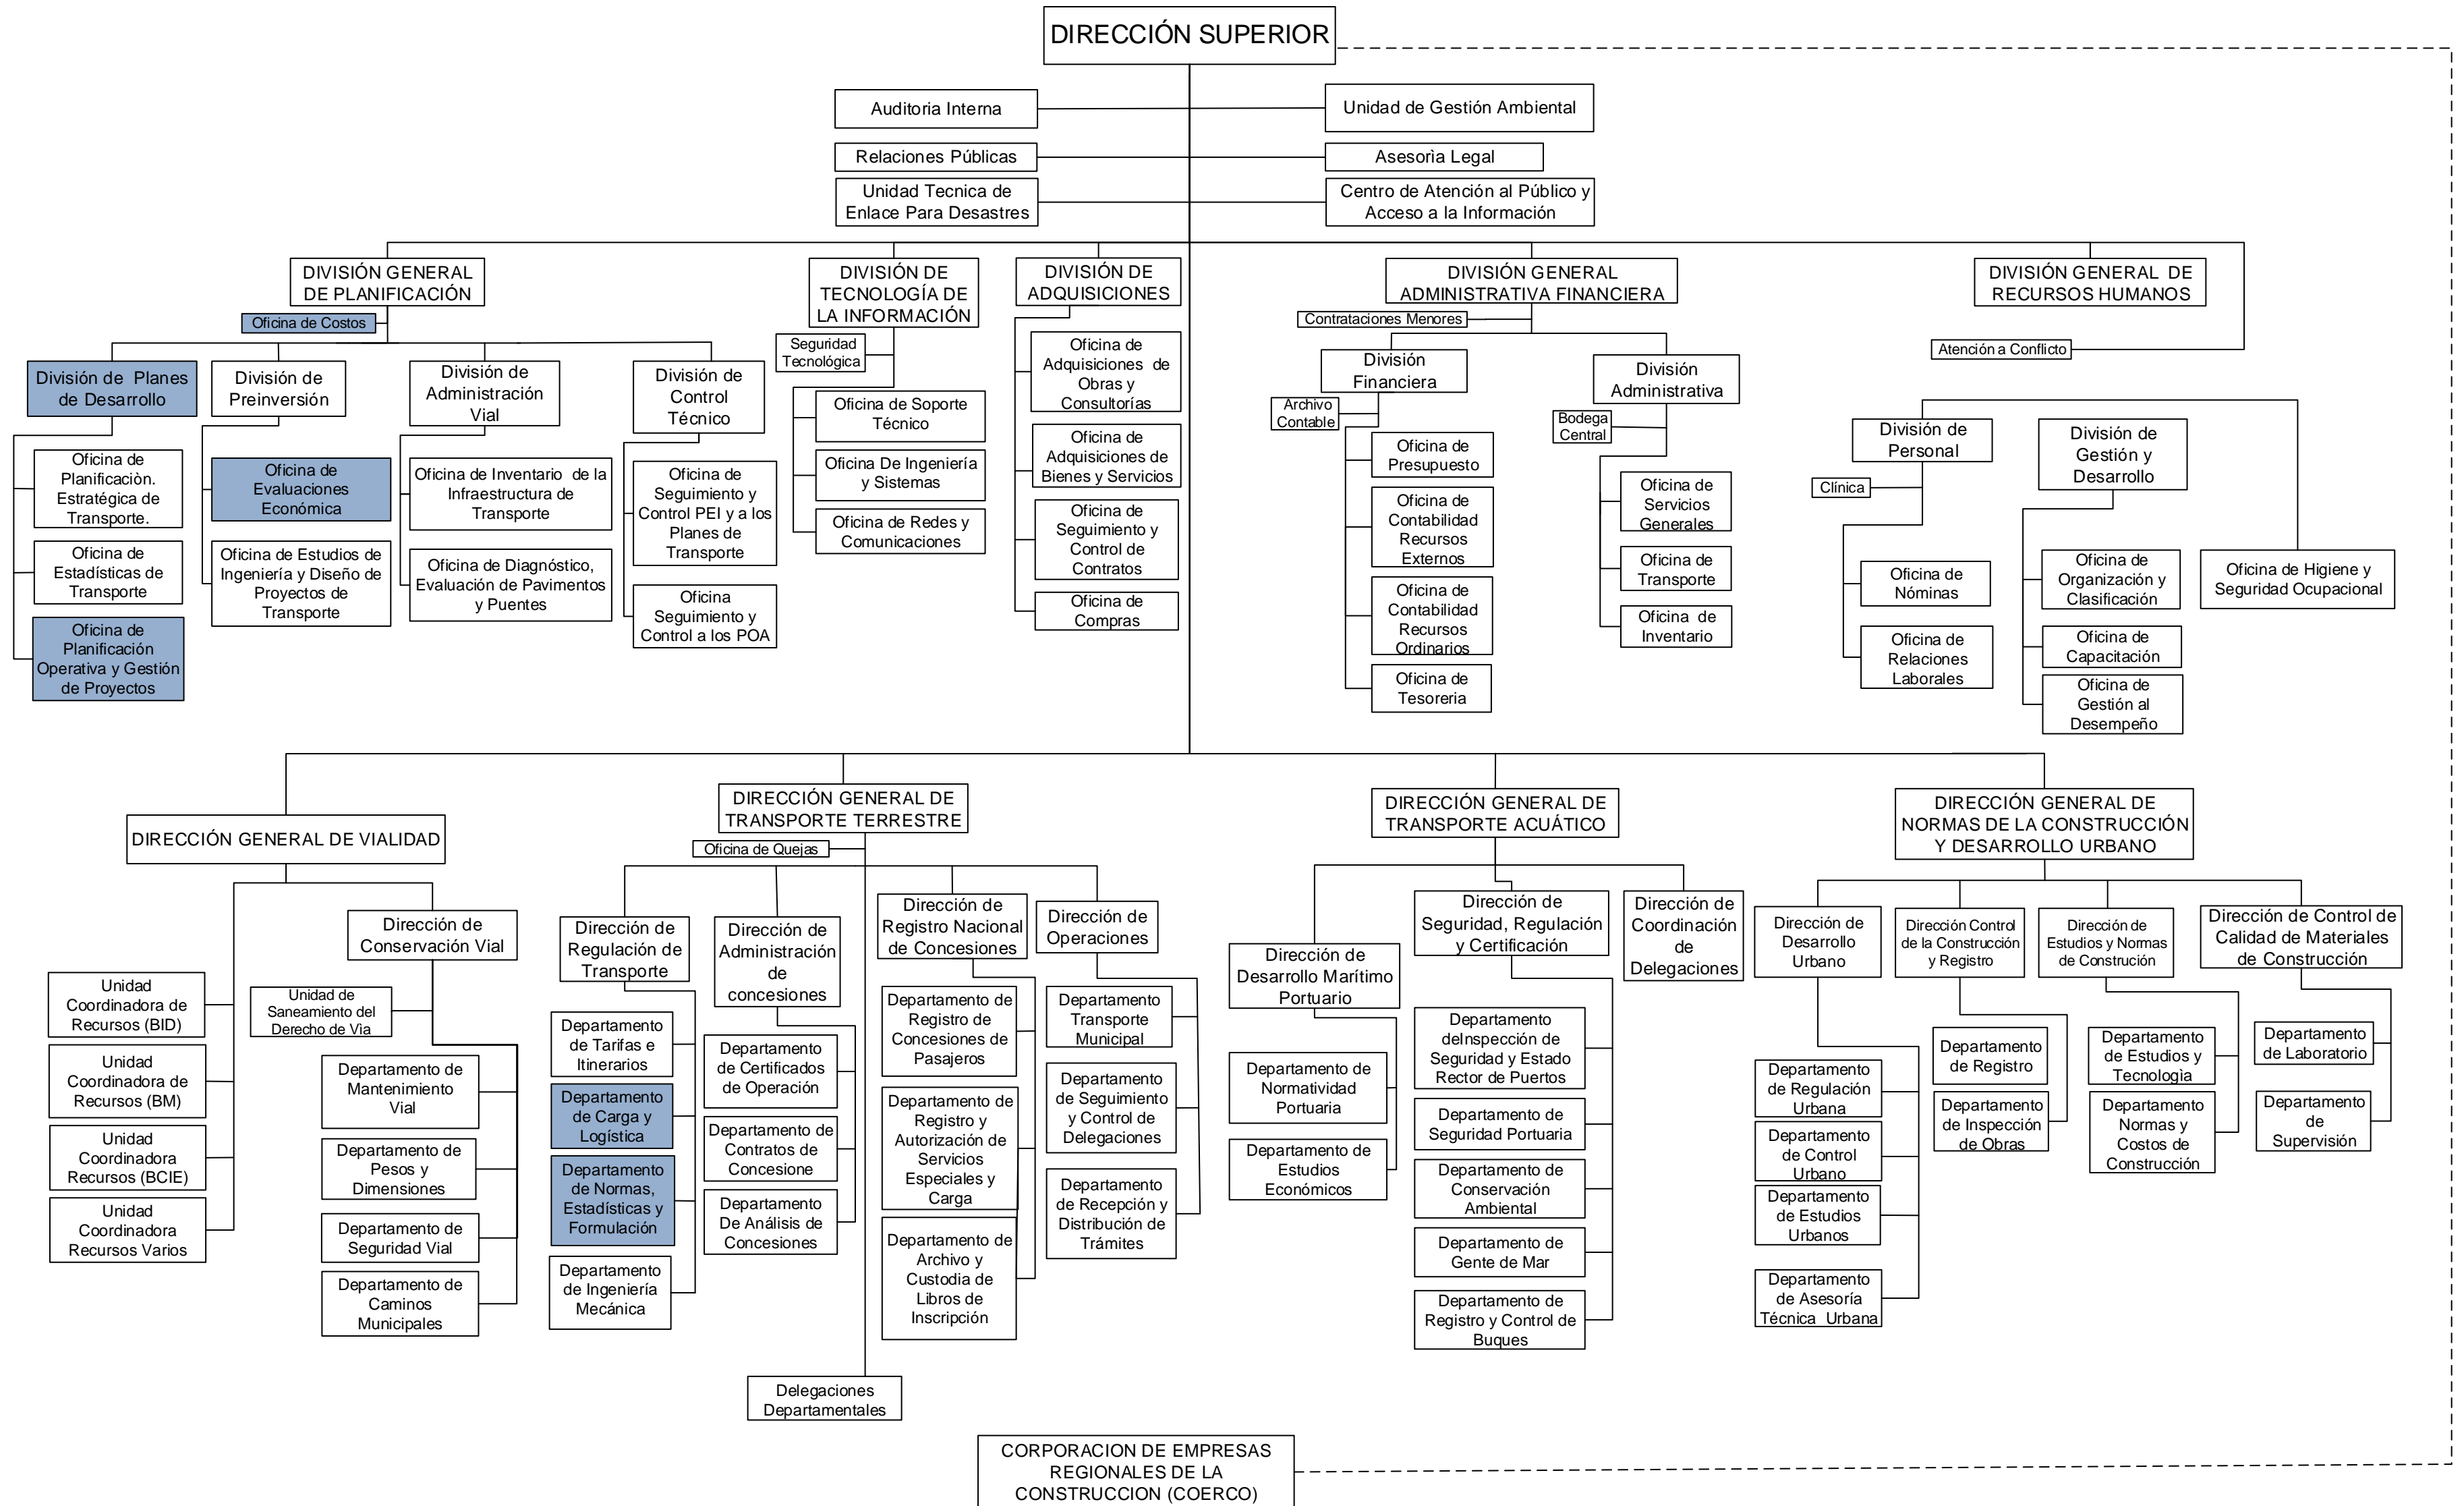 DIRECCIÓN SUPERIOR
Auditoria Interna
Unidad de Gestión Ambiental
Relaciones Públicas
Asesorìa Legal
Unidad Tecnica de
Enlace Para Desastres
Centro de Atención al Público y
Acceso a la Información
DIVISIÓN GENERAL
DE PLANIFICACIÓN
Oficina de Costos
División de Planes
de Desarrollo
Oficina de
Planificaciòn.
Estratégica de
Transporte.
Oficina de
Estadísticas de
Transporte
Oficina de
Planificación
Operativa y Gestión
de Proyectos
División de
Preinversión
Oficina de
Evaluaciones
Económica
Oficina de Estudios de
Ingeniería y Diseño de
Proyectos de
Transporte
División de
Administración
Vial
Oficina de Inventario de la
Infraestructura de
Transporte
Oficina de Diagnóstico,
Evaluación de Pavimentos
y Puentes
División de
Control
Técnico
Oficina de
Seguimiento y
Control PEI y a los
Planes de
Transporte
Oficina
Seguimiento y
Control a los POA
DIVISIÓN DE
TECNOLOGÍA DE
LA INFORMACIÓN
Seguridad
Tecnológica
Oficina de Soporte
Técnico
Oficina De Ingeniería
y Sistemas
Oficina de Redes y
Comunicaciones
DIVISIÓN DE
ADQUISICIONES
Oficina de
Adquisiciones de
Obras y
Consultorías
Oficina de
Adquisiciones de
Bienes y Servicios
Oficina de
Seguimiento y
Control de
Contratos
Oficina de
Compras
DIVISIÓN GENERAL
ADMINISTRATIVA FINANCIERA
Contrataciones Menores
División
Financiera
Archivo
Contable
Oficina de
Presupuesto
Oficina de
Contabilidad
Recursos
Externos
Oficina de
Contabilidad
Recursos
Ordinarios
Oficina de
Tesoreria
División
Administrativa
Bodega
Central
Oficina de
Servicios
Generales
Oficina de
Transporte
Oficina de
Inventario
DIVISIÓN GENERAL DE
RECURSOS HUMANOS
Atención a Conflicto
División de
Personal
Clínica
Oficina de
Nóminas
Oficina de
Relaciones
Laborales
División de
Gestión y
Desarrollo
Oficina de
Organización y
Clasificación
Oficina de
Capacitación
Oficina de
Gestión al
Desempeño
Oficina de Higiene y
Seguridad Ocupacional
DIRECCIÓN GENERAL DE VIALIDAD
Unidad
Coordinadora de
Recursos (BID)
Unidad
Coordinadora de
Recursos (BM)
Unidad
Coordinadora
Recursos (BCIE)
Unidad
Coordinadora
Recursos Varios
Dirección de
Conservación Vial
Unidad de
Saneamiento del
Derecho de Vìa
Departamento de
Mantenimiento
Vial
Departamento de
Pesos y
Dimensiones
Departamento de
Seguridad Vial
Departamento de
Caminos
Municipales
DIRECCIÓN GENERAL DE
TRANSPORTE TERRESTRE
Oficina de Quejas
Dirección de
Regulación de
Transporte
Departamento
de Tarifas e
Itinerarios
Departamento
de Carga y
Logística
Departamento
de Normas,
Estadísticas y
Formulación
Departamento
de Ingeniería
Mecánica
Dirección de
Administración
de
concesiones
Departamento
de Certificados
de Operación
Departamento de
Contratos de
Concesione
Departamento
De Análisis de
Concesiones
Dirección de
Registro Nacional
de Concesiones
Departamento de
Registro de
Concesiones de
Pasajeros
Departamento de
Registro y
Autorización de
Servicios
Especiales y
Carga
Departamento de
Archivo y
Custodia de
Libros de
Inscripción
Dirección de
Operaciones
Departamento
Transporte
Municipal
Departamento
de Seguimiento
y Control de
Delegaciones
Departamento
de Recepción y
Distribución de
Trámites
Delegaciones
Departamentales
DIRECCIÓN GENERAL DE
TRANSPORTE ACUÁTICO
Dirección de
Desarrollo Marítimo
Portuario
Departamento de
Normatividad
Portuaria
Departamento de
Estudios
Económicos
Dirección de
Seguridad, Regulación
y Certificación
Departamento
deInspección de
Seguridad y Estado
Rector de Puertos
Departamento de
Seguridad Portuaria
Departamento de
Conservación
Ambiental
Departamento de
Gente de Mar
Departamento de
Registro y Control de
Buques
Dirección de
Coordinación
de
Delegaciones
DIRECCIÓN GENERAL DE
NORMAS DE LA CONSTRUCCIÓN
Y DESARROLLO URBANO
Dirección de
Desarrollo
Urbano
Departamento
de Regulación
Urbana
Departamento
de Control
Urbano
Departamento
de Estudios
Urbanos
Departamento
de Asesoría
Técnica Urbana
Dirección Control
de la Construcción
y Registro
Departamento
de Registro
Departamento
de Inspección
de Obras
Dirección de
Estudios y Normas
de Construción
Departamento
de Estudios y
Tecnologìa
Departamento
Normas y
Costos de
Construcción
Dirección de Control de
Calidad de Materiales
de Construcción
Departamento
de Laboratorio
Departamento
de
Supervisión
CORPORACION DE EMPRESAS
REGIONALES DE LA
CONSTRUCCION (COERCO)